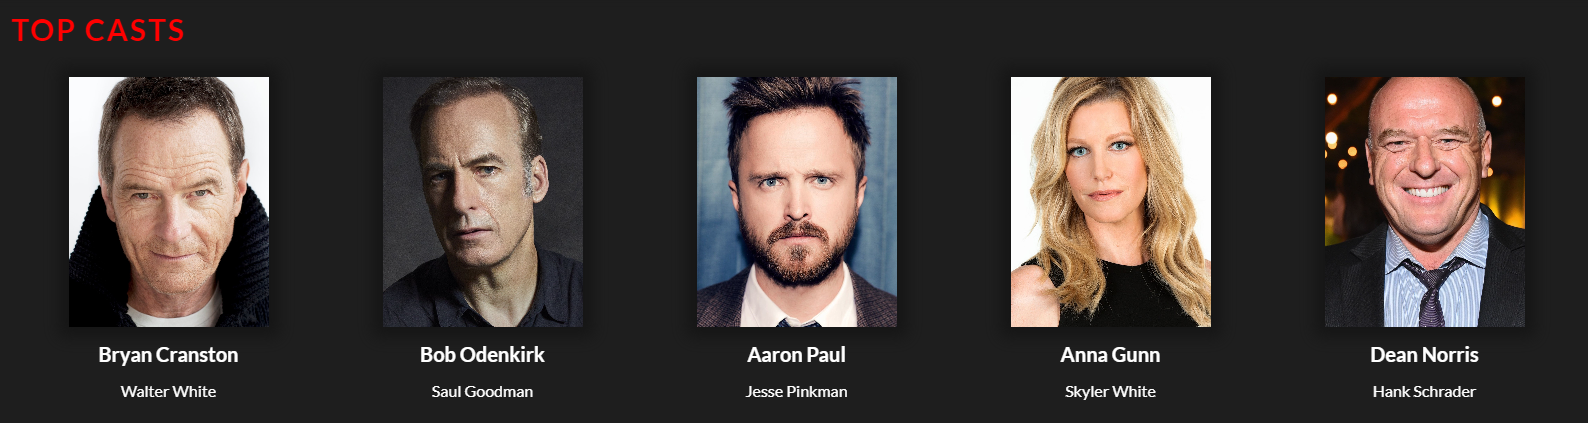 TOP CASTS
Bryan Cranston
Walter White
Bob Odenkirk
Saul Goodman
Aaron Paul
Jesse Pinkman
Anna Gunn
Skyler White
Dean Norris
Hank Schrader